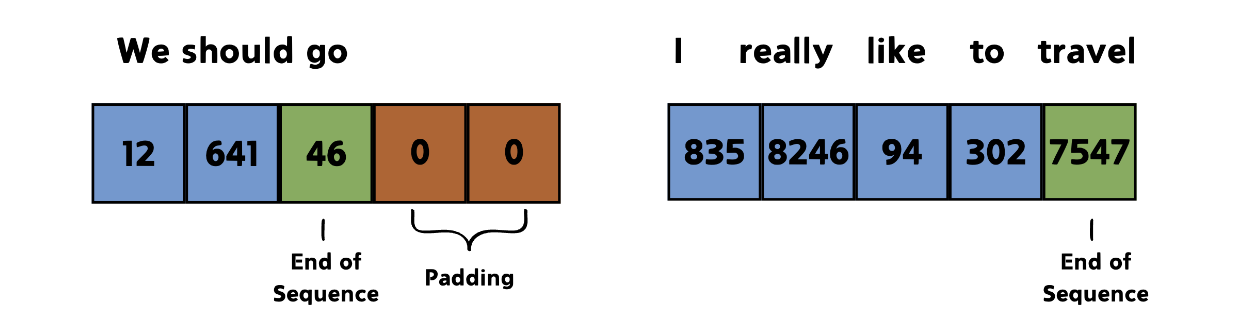 We should go
12 641 46 0 0
End of
Sequence
Padding
I really like to travel
835 8246 94 302 7547
End of
Sequence